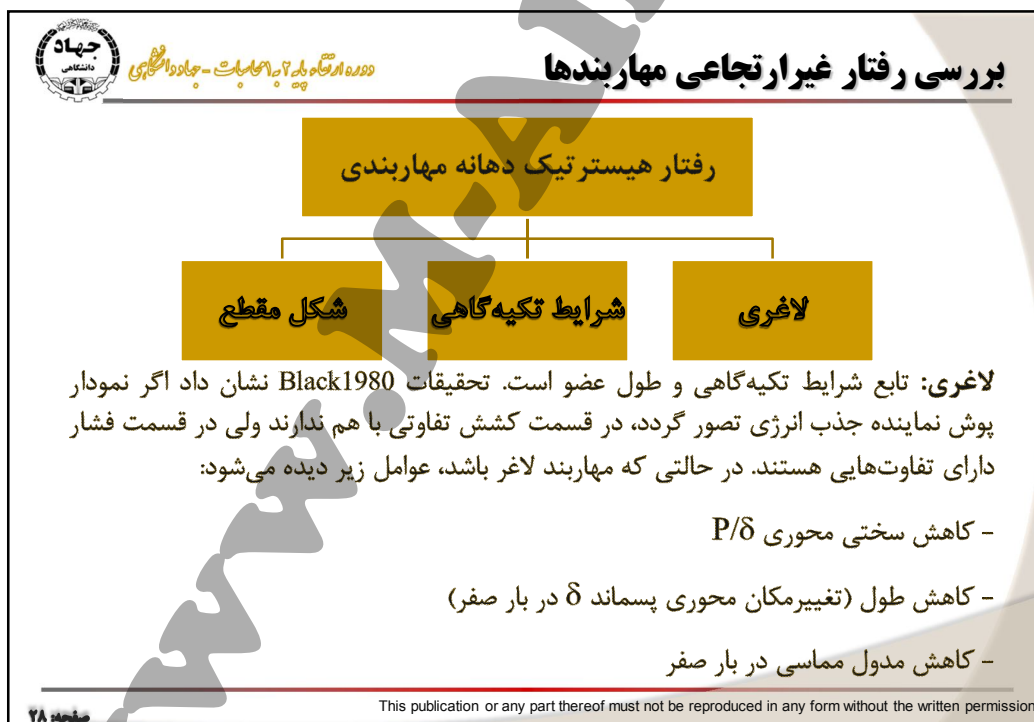 جهاد
دانشگاهی
دوره ارتقاء پایه ۲ به ۱ محاسبات - جهاد دانشگاهی
بررسی رفتار غیرارتجاعی مهاربندها
رفتار هیسترتیک دهانه مهاربندی
لاغری
شرایط تکیه‌گاهی
شکل مقطع
لاغری: تابع شرایط تکیه‌گاهی و طول عضو است. تحقیقات Black1980 نشان داد اگر نمودار
پوش نماینده جذب انرژی تصور گردد، در قسمت کشش تفاوتی با هم ندارند ولی در قسمت فشار
دارای تفاوت‌هایی هستند. در حالتی که مهاربند لاغر باشد، عوامل زیر دیده می‌شود:
- کاهش سختی محوری P/δ
- کاهش طول (تغییرمکان محوری پسماند δ در بار صفر)
- کاهش مدول مماسی در بار صفر
This publication or any part thereof must not be reproduced in any form without the written permission
صفحه: ۲۸